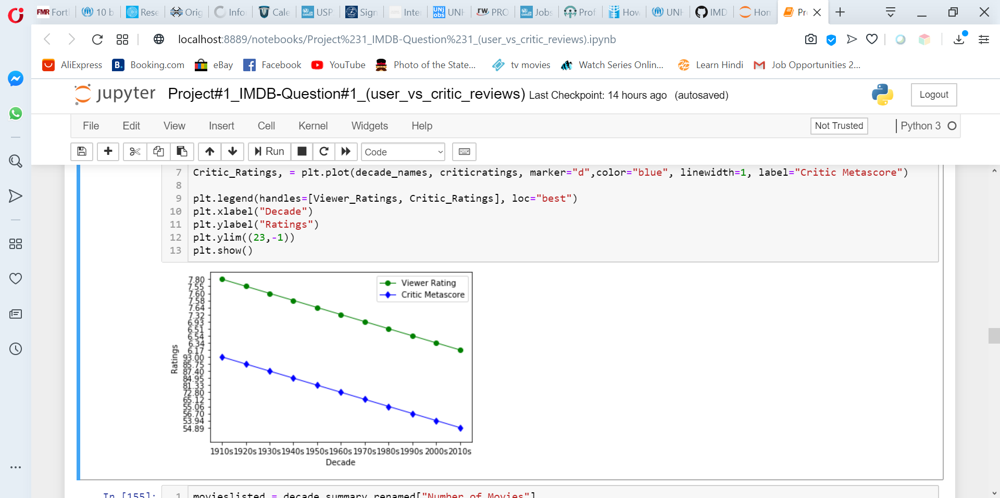 FMR Fort
10 b
Rese
Orig
Info
Cale
USP
Sign
Inte
UNj obs UNH
rw PRO
Jobs
Prof
How
UNH
IMD
Hon
Pr
localhost:8889/notebooks/Project%231_IMDB-Question%231_(user_vs_critic_reviews).ipynb
AliExpress B. Booking.com eBay Facebook YouTube Photo of the State... tv movies Watch Series Onlin... Learn Hindi Job Opportunities 2...
jupyter Project#1_IMDB-Question#1_(user_vs_critic_reviews) Last Checkpoint: 14 hours ago (autosaved) Logout
File Edit View Insert Cell Kernel Widgets Help Not Trusted Python 3
Run Code
7 Critic_Ratings, = plt.plot(decade_names, criticratings, marker="d",color="blue", linewidth=1, label="Critic Metascore")
8
9 plt.legend(handles=[Viewer_Ratings, Critic_Ratings], loc="best")
10 plt.xlabel("Decade")
11 plt.ylabel("Ratings")
12 plt.ylim((23,-1))
13 plt.show()
Viewer Rating
Critic Metascore
7.80
7.55
7.60
7.58
7.64
7.32
6.93
6.51
6.54
6.34
6.17
93.00
85.75
87.40
84.95
81.33
72.80
65.12
55.06
56.70
53.94
54.89
Ratings
1910s 1920s 1930s 1940s 1950s 1960s 1970s 1980s 1990s 2000s 2010s
Decade
In [155]: 1 movieslisted = decade_summary_renamed["Number of Movies"]